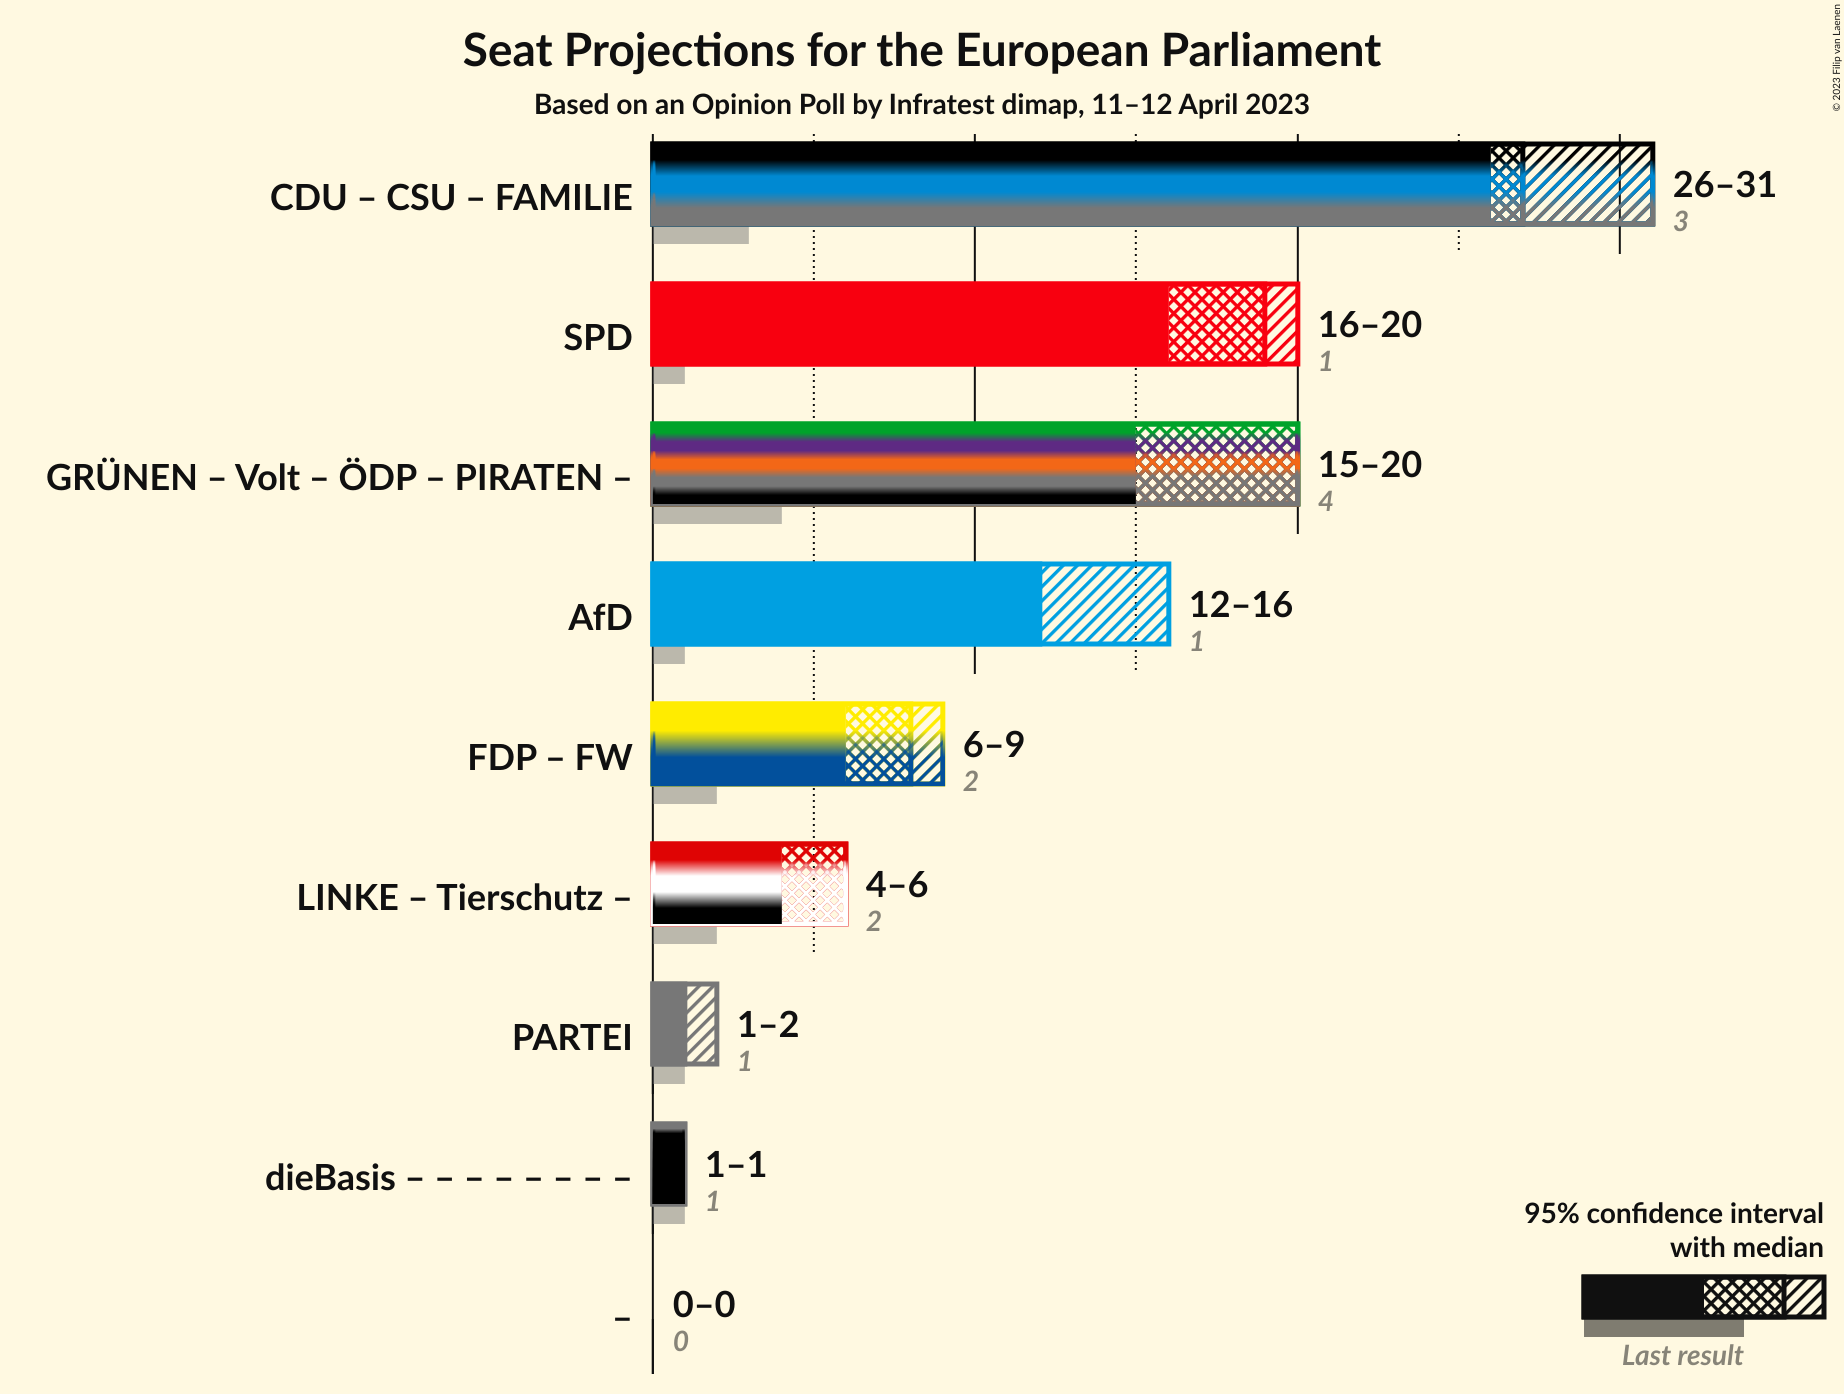 Seat Projections for the European Parliament
Based on an Opinion Poll by Infratest dimap, 11–12 April 2023
© 2023 Filip van Laenen
CDU – CSU – FAMILIE
26–31
3
SPD
16–20
1
GRÜNEN – Volt – ÖDP – PIRATEN –
15–20
4
AfD
12–16
1
FDP – FW
6–9
2
LINKE – Tierschutz –
4–6
2
PARTEI
1–2
1
dieBasis – – – – – – – –
1–1
1
–
0–0
0
95% confidence interval
with median
Last result